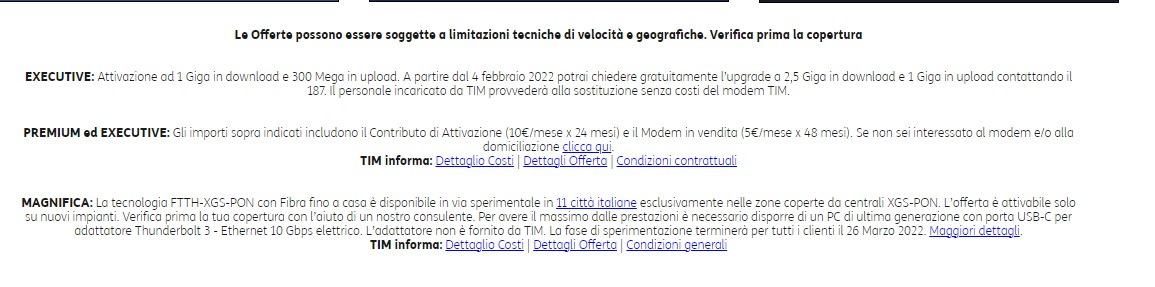 Le Offerte possono essere soggette a limitazioni tecniche di velocità e geografiche. Verifica prima la copertura
EXECUTIVE: Attivazione ad 1 Giga in download e 300 Mega in upload. A partire dal 4 febbraio 2022 potrai chiedere gratuitamente l'upgrade a 2,5 Giga in download e 1 Giga in upload contattando il
187. Il personale incaricato da TIM provvederà alla sostituzione senza costi del modem TIM.
PREMIUM ed EXECUTIVE: Gli importi sopra indicati includono il Contributo di Attivazione (10€/mese x 24 mesi) e il Modem in vendita (5€/mese x 48 mesi). Se non sei interessato al modem e/o alla
domiciliazione clicca qui.
TIM informa: Dettaglio Costi | Dettagli Offerta | Condizioni contrattuali
MAGNIFICA: La tecnologia FTTH-XGS-PON con Fibra fino a casa è disponibile in via sperimentale in 11 città italiane esclusivamente nelle zone coperte da centrali XGS-PON. L'offerta è attivabile solo
su nuovi impianti. Verifica prima la tua copertura con l'aiuto di un nostro consulente. Per avere il massimo dalle prestazioni è necessario disporre di un PC di ultima generazione con porta USB-C per
adattatore Thunderbolt 3 - Ethernet 10 Gbps elettrico. L'adattatore non è fornito da TIM. La fase di sperimentazione terminerà per tutti i clienti il 26 Marzo 2022. Maggiori dettagli.
TIM informa: Dettaglio Costi | Dettagli Offerta | Condizioni generali